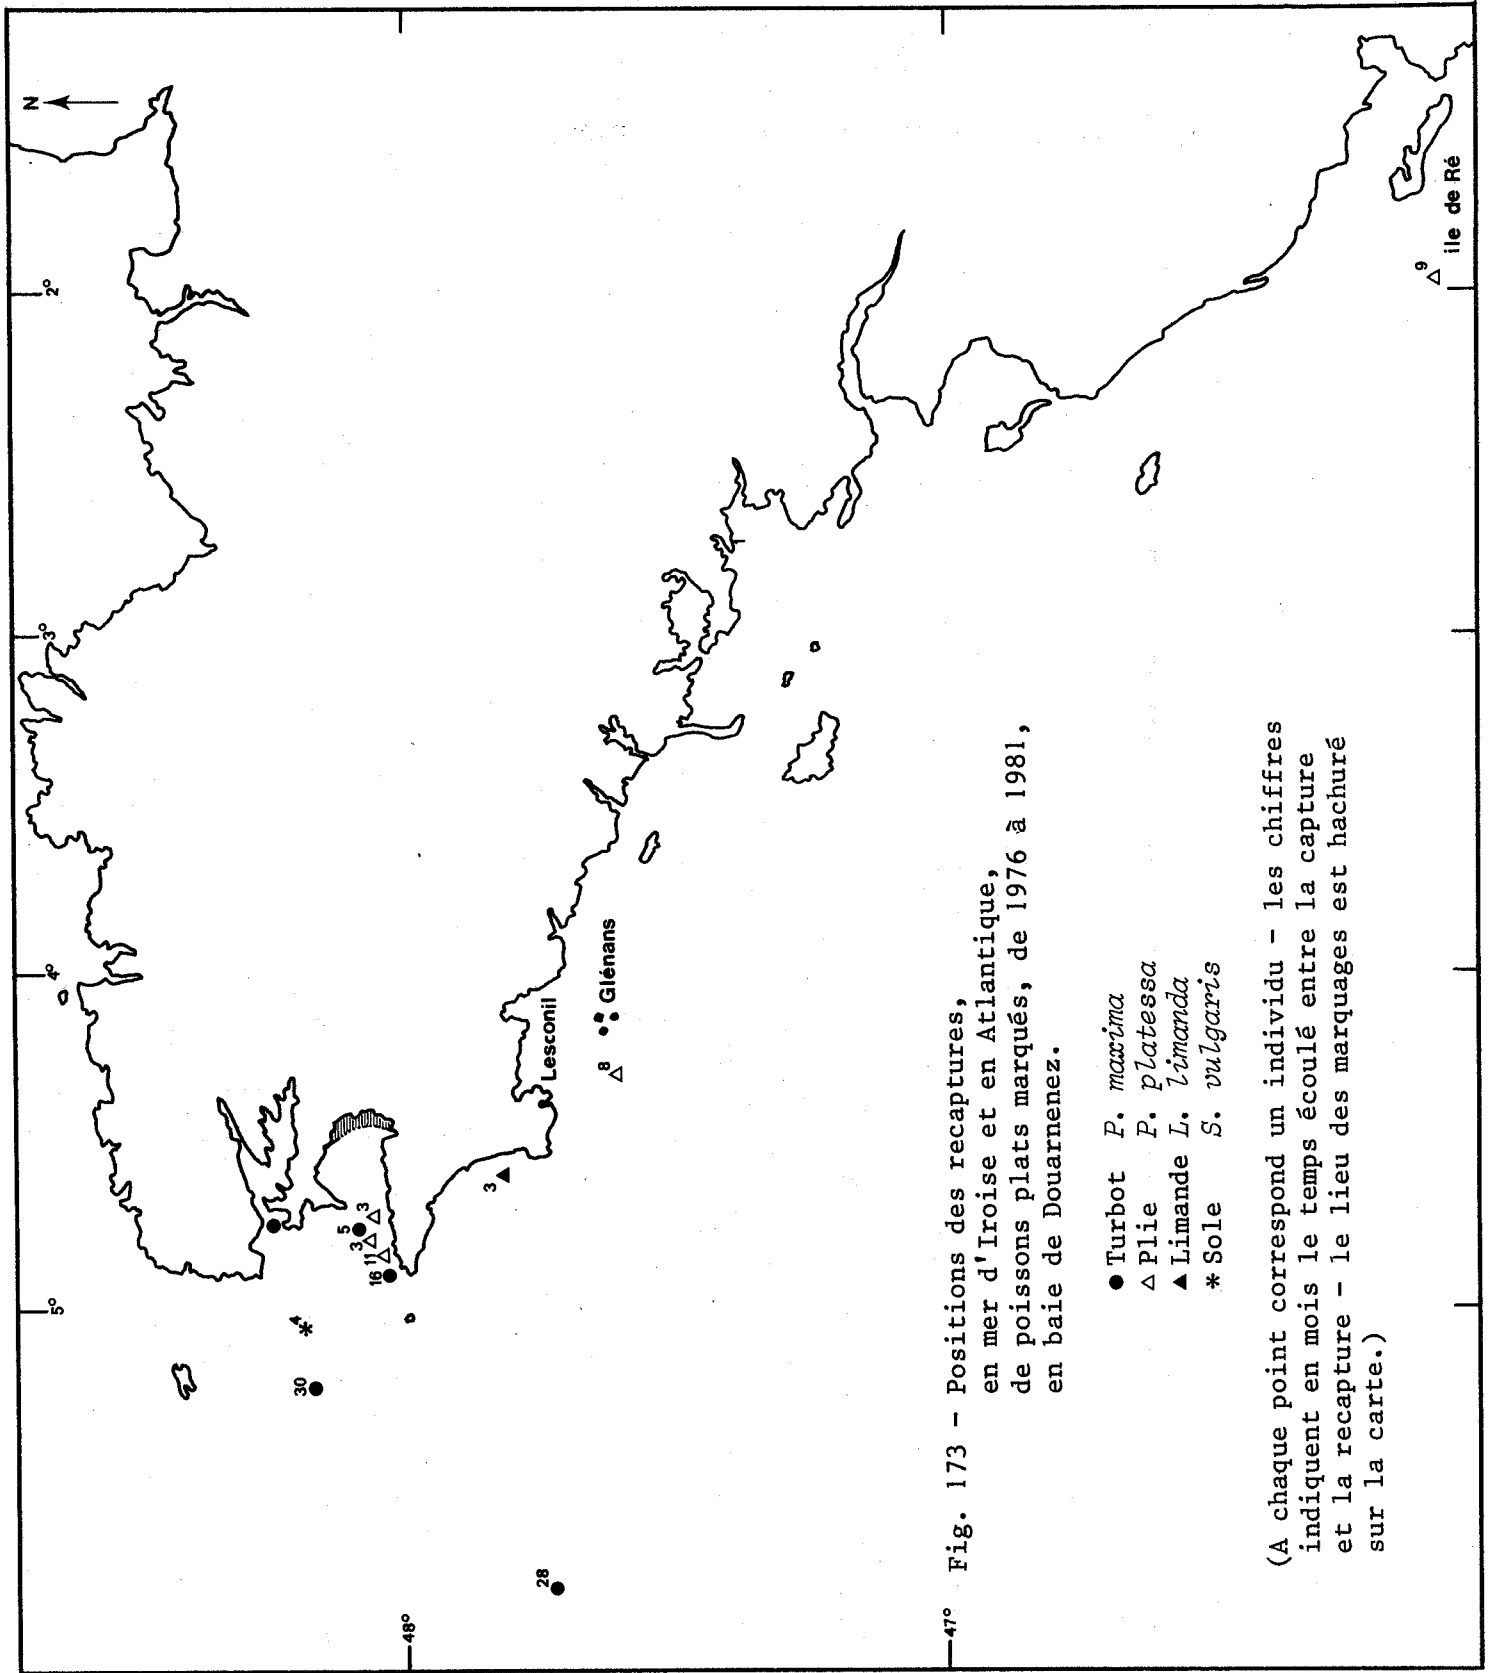 N
2°
3°
4°
5°
48°
47°
30
*4
16
11
3
5
3
3
28
8
9
Lesconil
Glénans
ile de Ré
Fig. 173 - Positions des recaptures,
en mer d'Iroise et en Atlantique,
de poissons plats marqués, de 1976 à 1981,
en baie de Douarnenez.
● Turbot P. maxima
△ Plie P. platessa
▲ Limande L. limanda
* Sole S. vulgaris
(A chaque point correspond un individu - les chiffres
indiquent en mois le temps écoulé entre la capture
et la recapture - le lieu des marquages est hachuré
sur la carte.)